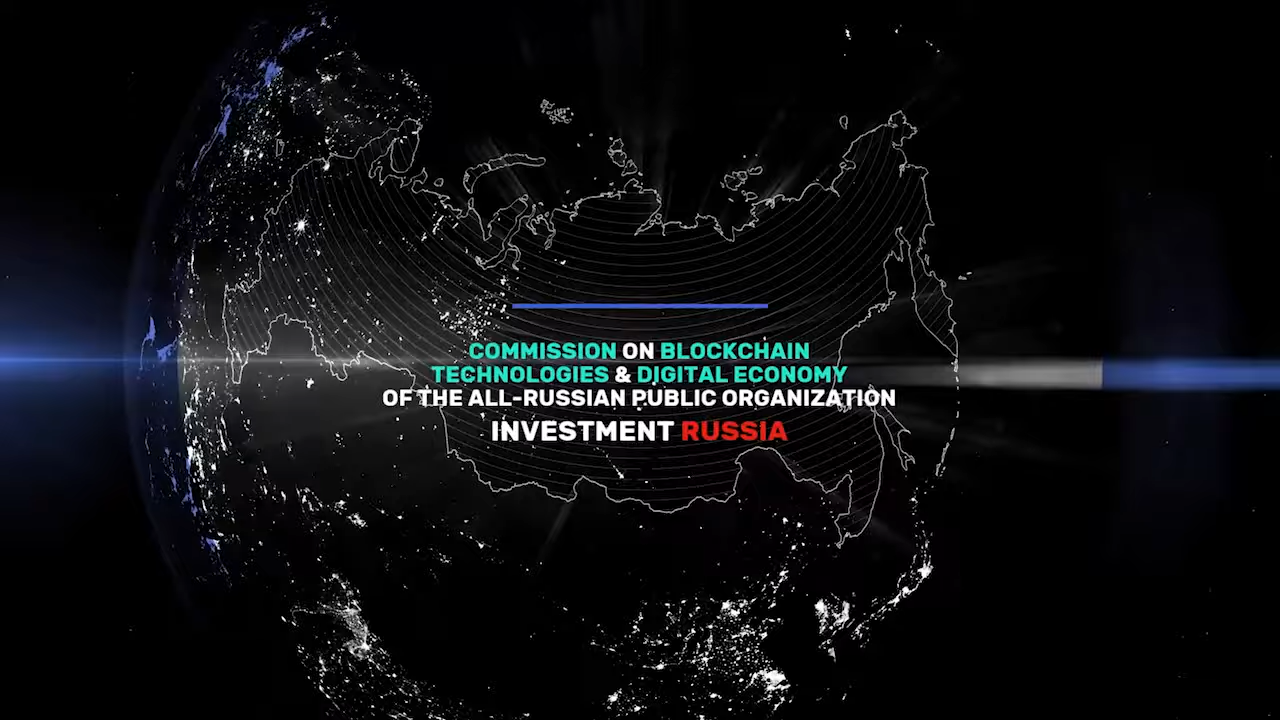 COMMISSION ON BLOCKCHAIN
TECHNOLOGIES & DIGITAL ECONOMY
OF THE ALL-RUSSIAN PUBLIC ORGANIZATION
INVESTMENT RUSSIA